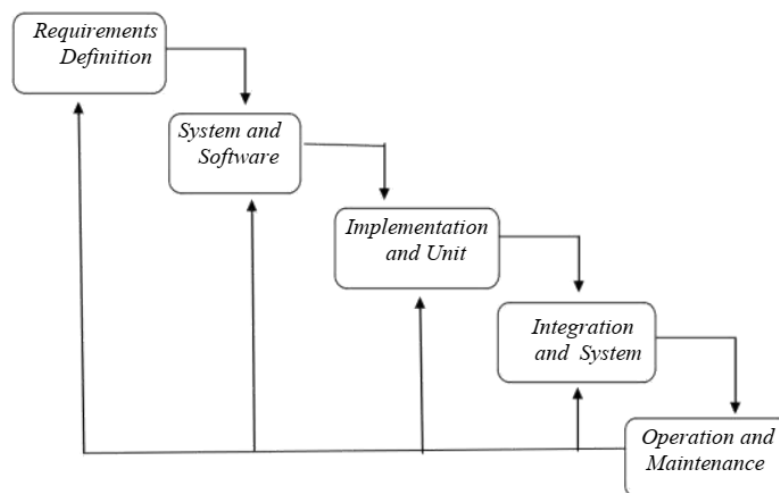 Requirements
Definition
System and
Software
Implementation
and Unit
Integration
and System
Operation and
Maintenance